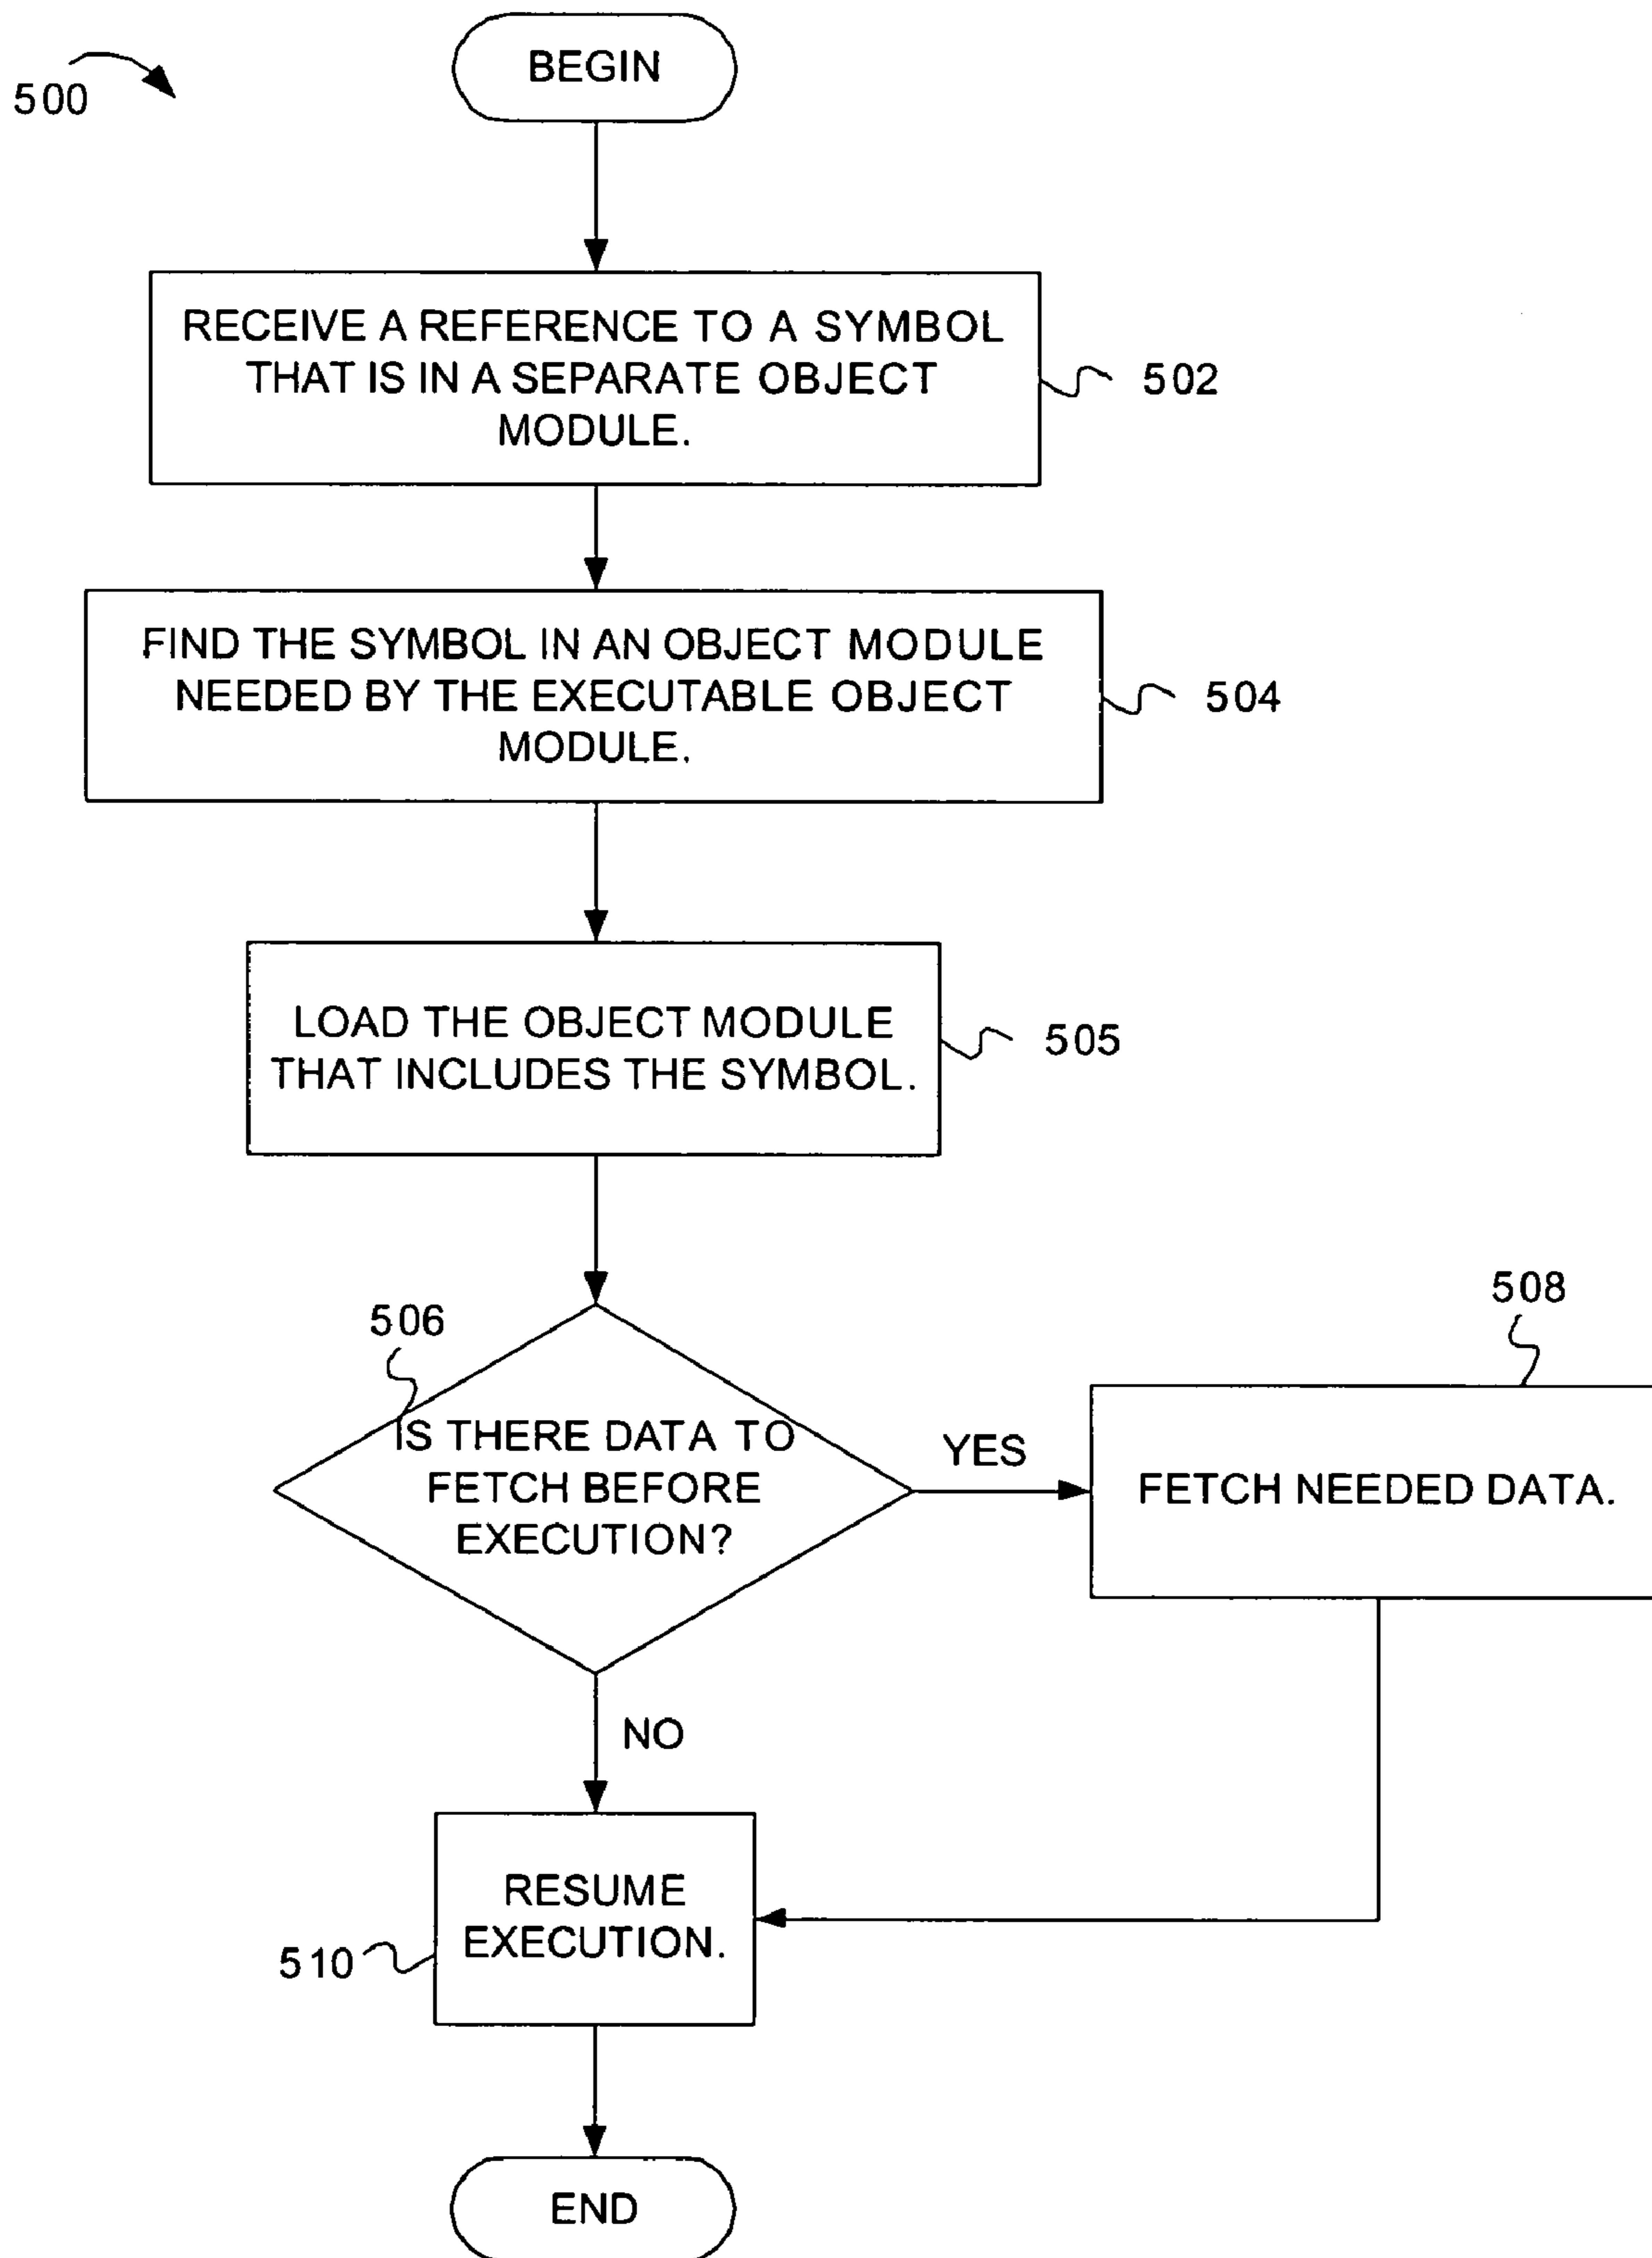 500
BEGIN
RECEIVE A REFERENCE TO A SYMBOL
THAT IS IN A SEPARATE OBJECT
MODULE.
502
FIND THE SYMBOL IN AN OBJECT MODULE
NEEDED BY THE EXECUTABLE OBJECT
MODULE.
504
LOAD THE OBJECT MODULE
THAT INCLUDES THE SYMBOL.
505
506
IS THERE DATA TO
FETCH BEFORE
EXECUTION?
YES
508
FETCH NEEDED DATA.
NO
RESUME
EXECUTION.
510
END